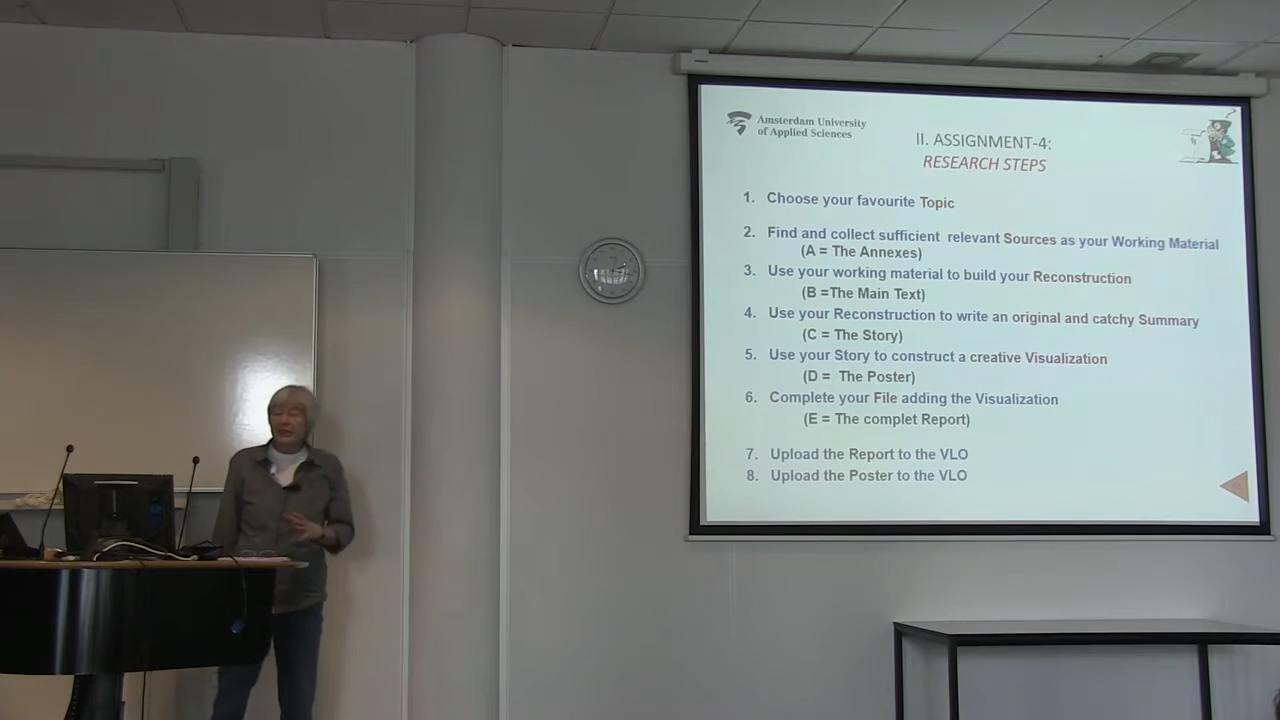 Amsterdam University
of Applied Sciences
II. ASSIGNMENT-4:
RESEARCH STEPS
1. Choose your favourite Topic
2. Find and collect sufficient relevant Sources as your Working Material
(A = The Annexes)
3. Use your working material to build your Reconstruction
(B =The Main Text)
4. Use your Reconstruction to write an original and catchy Summary
(C = The Story)
5. Use your Story to construct a creative Visualization
(D = The Poster)
6. Complete your File adding the Visualization
(E = The complet Report)
7. Upload the Report to the VLO
8. Upload the Poster to the VLO